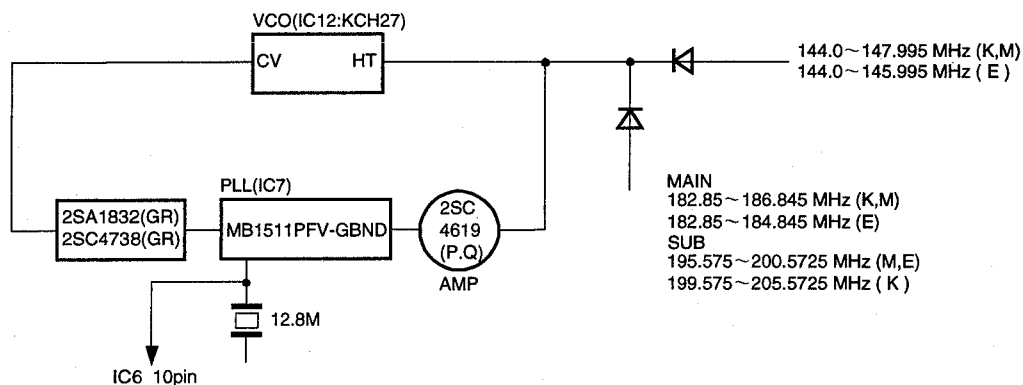 VCO(IC12:KCH27)
CV
HT
144.0~147.995 MHz (K,M)
144.0~145.995 MHz ( E )
PLL(IC7)
2SA1832(GR)
2SC4738(GR)
MB1511PFV-GBND
2SC
4619
(P.Q)
AMP
MAIN
182.85~186.845 MHz (K,M)
182.85~184.845 MHz (E)
SUB
195.575~200.5725 MHz (M,E)
199.575~205.5725 MHz ( K )
12.8M
IC6 10pin